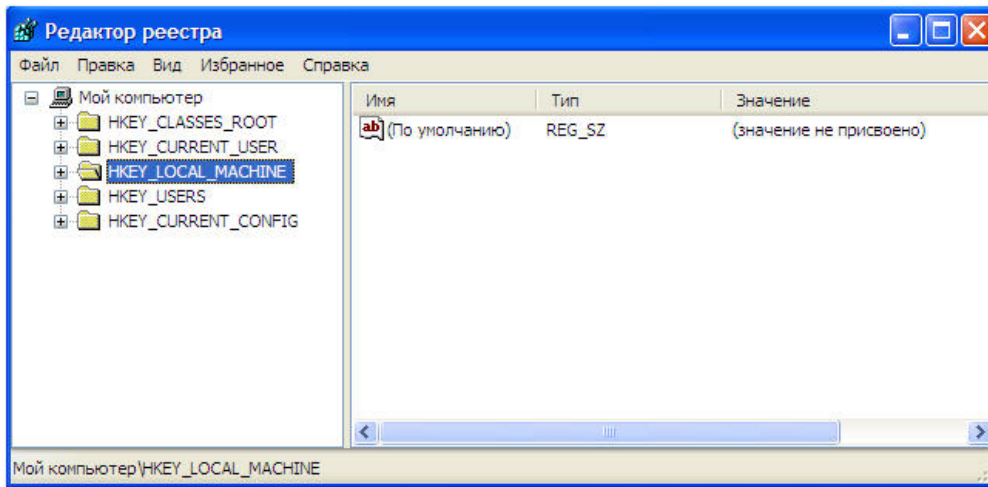 Редактор реестра
Файл Правка Вид Избранное Справка
Мой компьютер
HKEY_CLASSES_ROOT
HKEY_CURRENT_USER
HKEY_LOCAL_MACHINE
HKEY_USERS
HKEY_CURRENT_CONFIG
Имя Тип Значение
ab (По умолчанию) REG_SZ (значение не присвоено)
Мой компьютер\HKEY_LOCAL_MACHINE